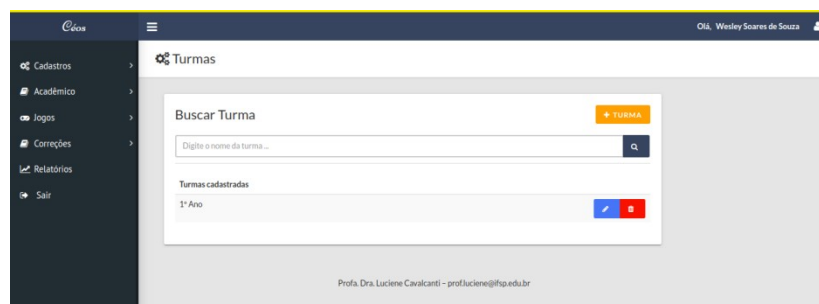 Céos
Olá, Wesley Soares de Souza
Cadastros
Turmas
Acadêmico
Jogos
Correções
Relatórios
Sair
Buscar Turma
+ TURMA
Digite o nome da turma ...
Turmas cadastradas
1º Ano
Profa. Dra. Luciene Cavalcanti – prof.luciene@ifsp.edu.br